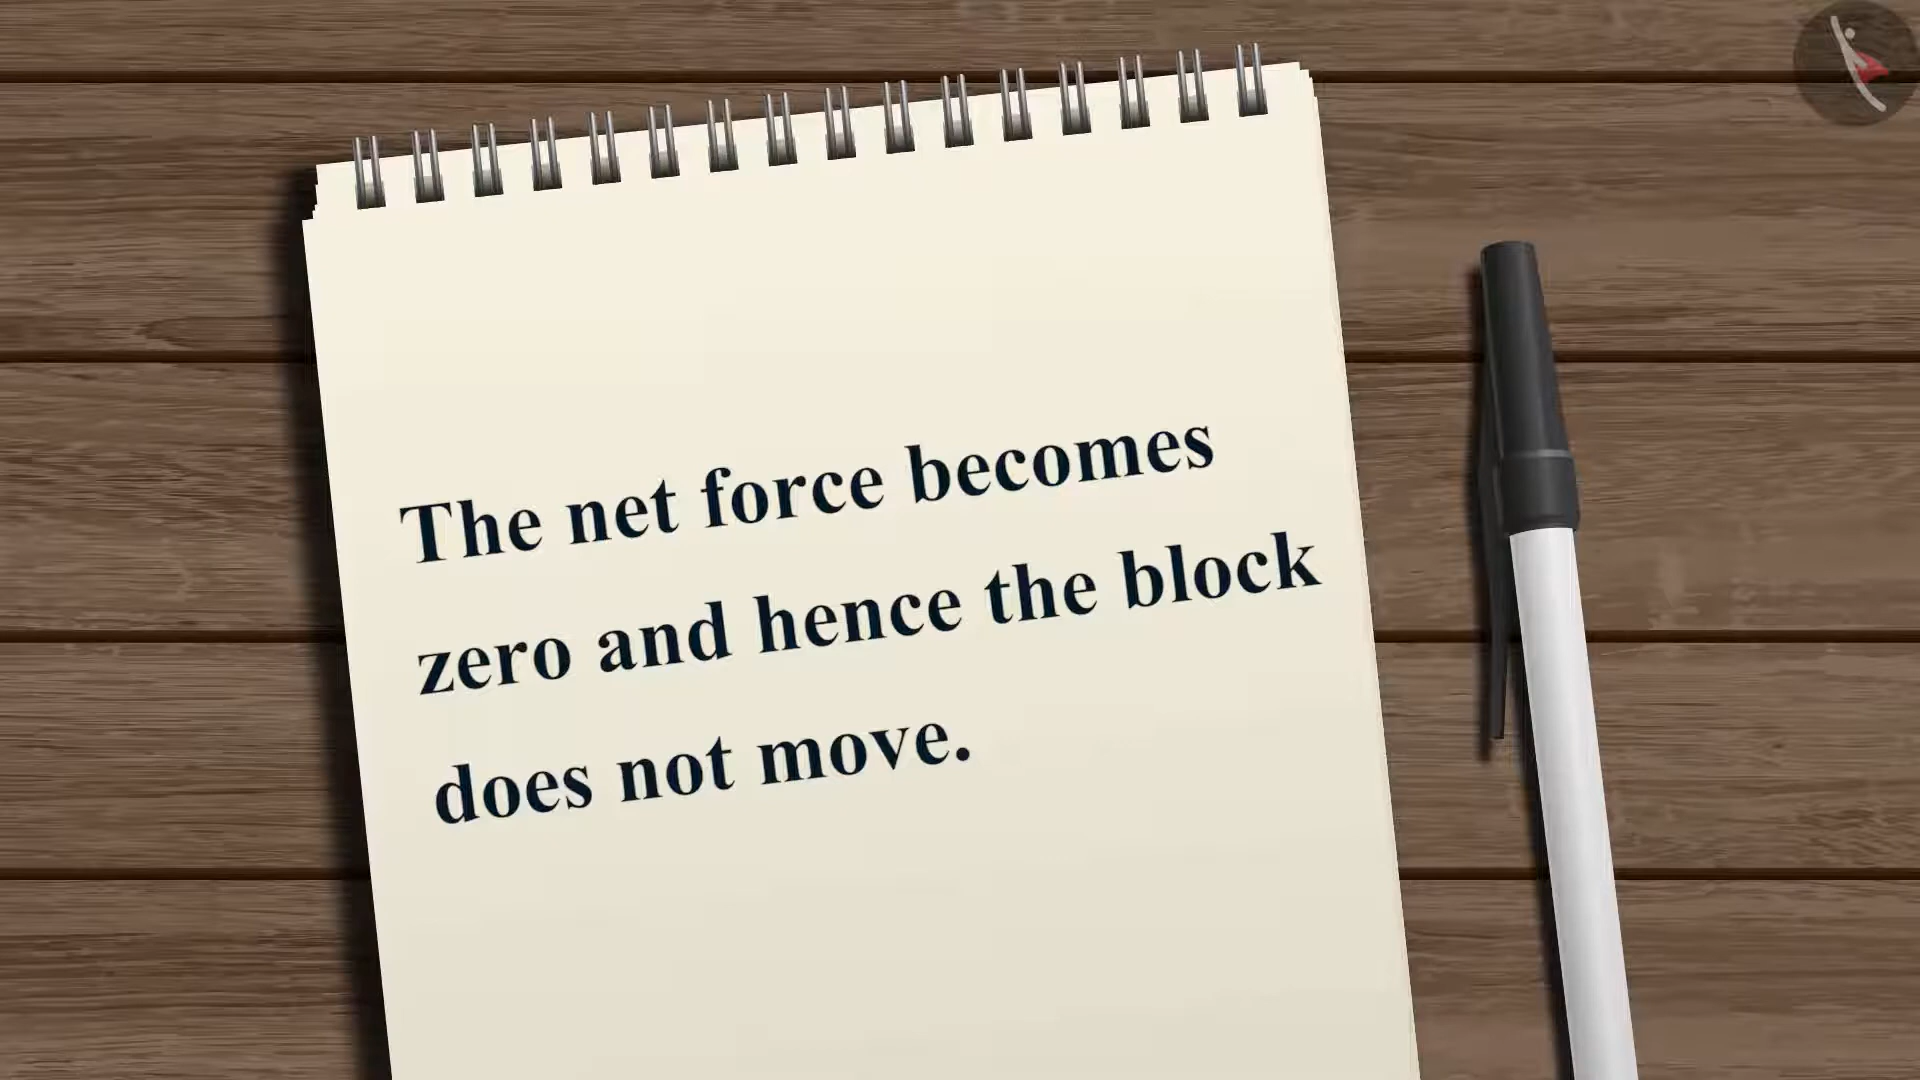 The net force becomes
zero and hence the block
does not move.